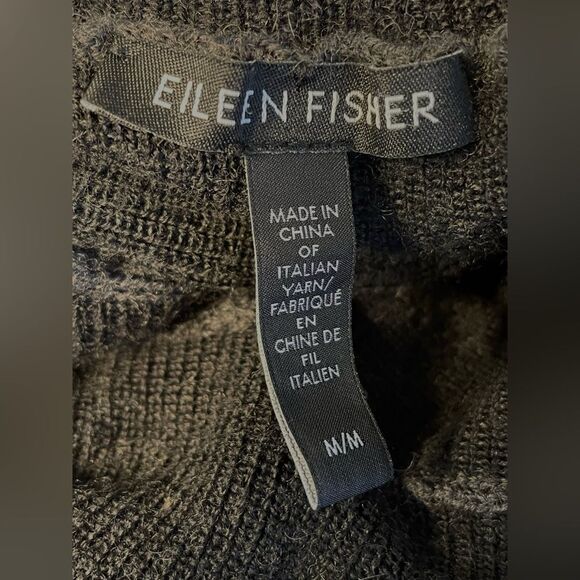 EILEEN FISHER
MADE IN
CHINA
OF
ITALIAN
YARN/
FABRIQUÉ
EN
CHINE DE
FIL
ITALIEN
M/M